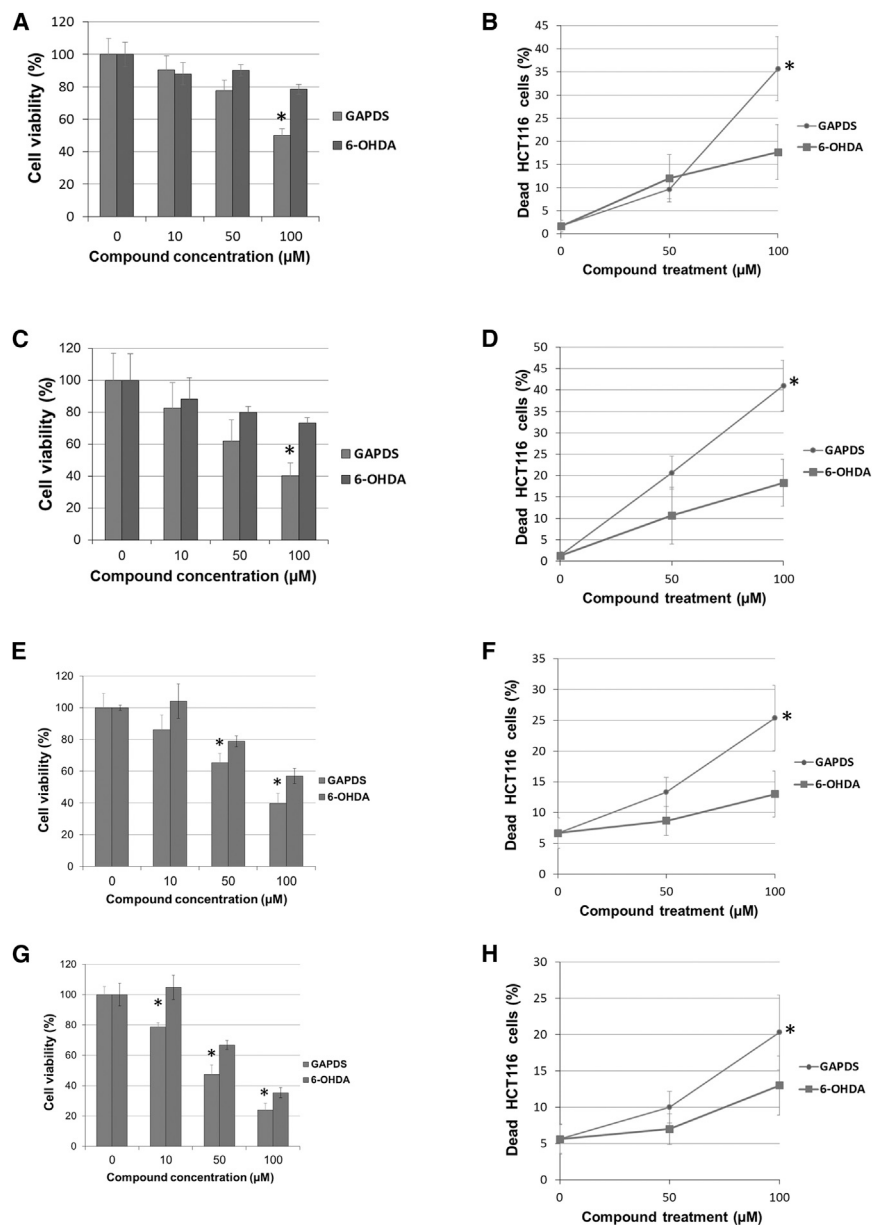 A
Cell viability (%)
120
100
80
60
40
20
0
*
0 10 50 100
Compound concentration (µM)
GAPDS
6-OHDA
B
Dead HCT116 cells (%)
45
40
35
30
25
20
15
10
5
0
*
0 50 100
Compound treatment (µM)
GAPDS
6-OHDA
C
Cell viability (%)
120
100
80
60
40
20
0
*
0 10 50 100
Compound concentration (µM)
GAPDS
6-OHDA
D
Dead HCT116 cells (%)
50
45
40
35
30
25
20
15
10
5
0
*
0 50 100
Compound treatment (µM)
GAPDS
6-OHDA
E
Cell viability (%)
120
100
80
60
40
20
0
*
*
0 10 50 100
Compound concentration (µM)
GAPDS
6-OHDA
F
Dead HCT116 cells (%)
35
30
25
20
15
10
5
0
*
0 50 100
Compound treatment (µM)
GAPDS
6-OHDA
G
Cell viability (%)
120
100
80
60
40
20
0
*
*
*
0 10 50 100
Compound concentration (µM)
GAPDS
6-OHDA
H
Dead HCT116 cells (%)
30
25
20
15
10
5
0
*
0 50 100
Compound treatment (µM)
GAPDS
6-OHDA